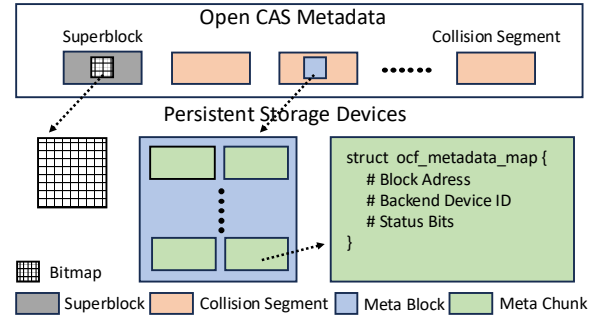 Open CAS Metadata
Superblock
Collision Segment
Persistent Storage Devices
struct ocf_metadata_map {
# Block Adress
# Backend Device ID
# Status Bits
}
Bitmap
Superblock
Collision Segment
Meta Block
Meta Chunk